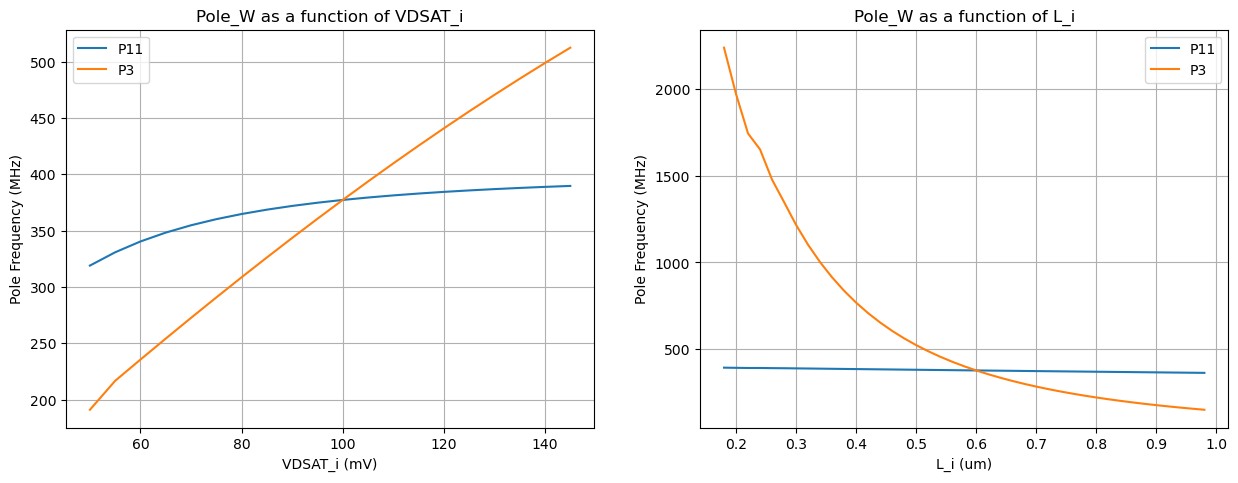 Pole_W as a function of VDSAT_i
P11
P3
500
450
400
350
300
250
200
Pole Frequency (MHz)
60 80 100 120 140
VDSAT_i (mV)
Pole_W as a function of L_i
P11
P3
2000
1500
1000
500
Pole Frequency (MHz)
0.2 0.3 0.4 0.5 0.6 0.7 0.8 0.9 1.0
L_i (um)